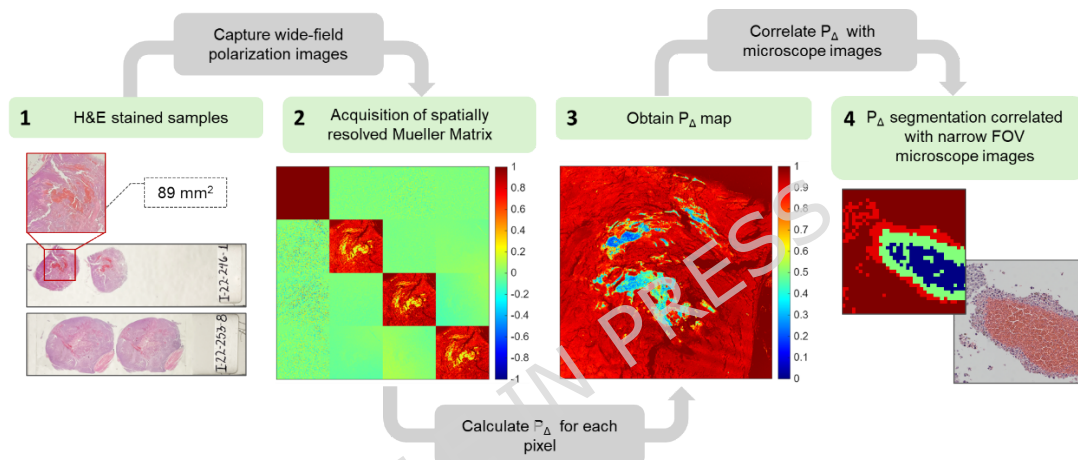 Capture wide-field
polarization images
Correlate P_Δ with
microscope images
1 H&E stained samples
2 Acquisition of spatially
resolved Mueller Matrix
3 Obtain P_Δ map
4 P_Δ segmentation correlated
with narrow FOV
microscope images
89 mm²
I-22-246-1
I-22-253-8
1
0.8
0.6
0.4
0.2
0
-0.2
-0.4
-0.6
-0.8
-1
1
0.9
0.8
0.7
0.6
0.5
0.4
0.3
0.2
0.1
0
IN PRESS
Calculate P_Δ for each
pixel